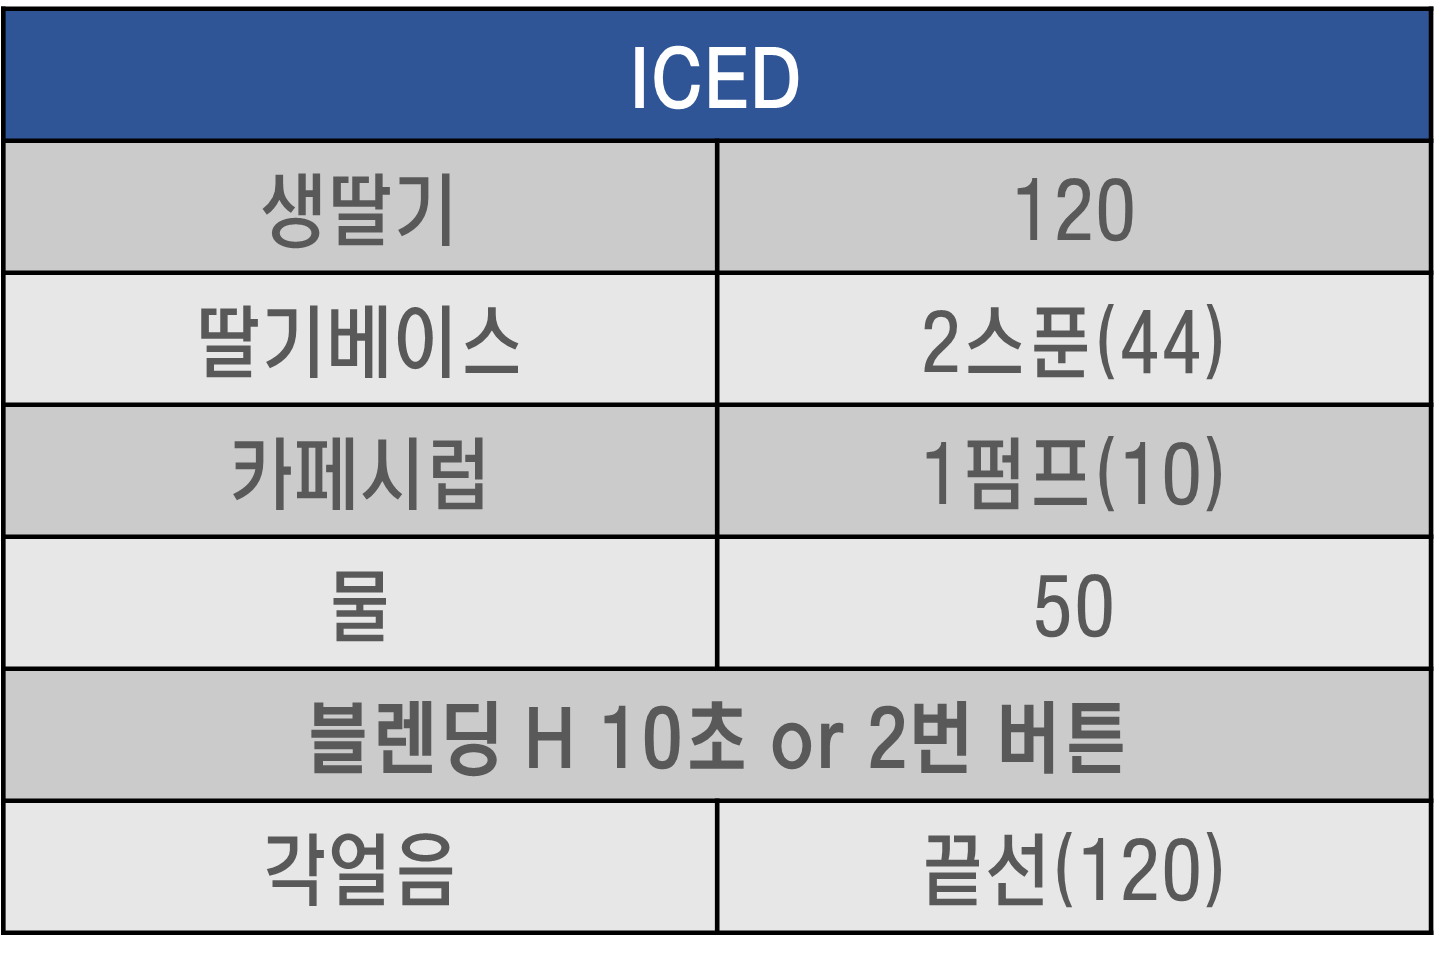 ICED
생딸기 120
딸기베이스 2스푼(44)
카페시럽 1펌프(10)
물 50
블렌딩 H 10초 or 2번 버튼
각얼음 끝선(120)